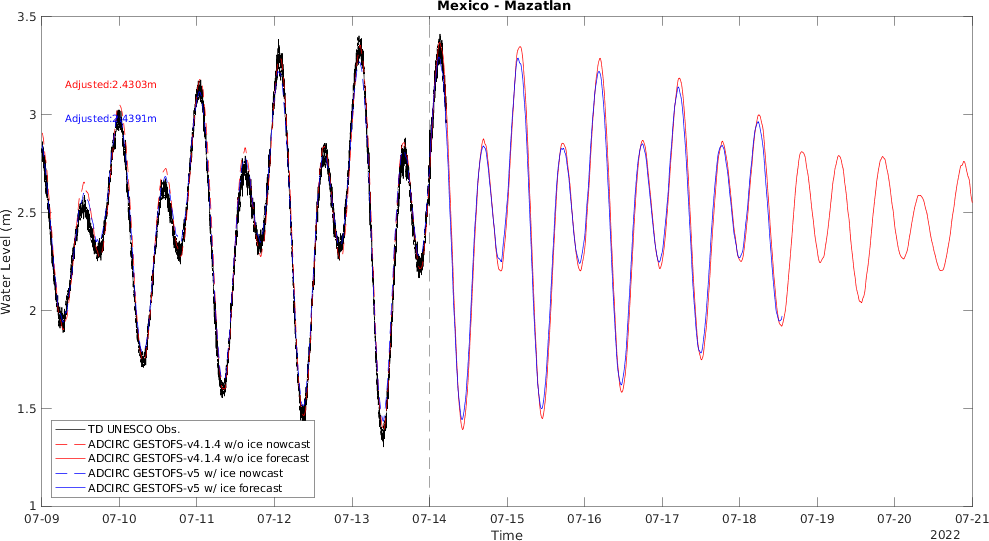 Mexico - Mazatlan
3.5
Adjusted:2.4303m
3
Adjusted:2.4391m
2.5
Water Level (m)
2
1.5
TD UNESCO Obs.
ADCIRC GESTOFS-v4.1.4 w/o ice nowcast
ADCIRC GESTOFS-v4.1.4 w/o ice forecast
ADCIRC GESTOFS-v5 w/ ice nowcast
ADCIRC GESTOFS-v5 w/ ice forecast
1
07-09 07-10 07-11 07-12 07-13 07-14 07-15 07-16 07-17 07-18 07-19 07-20 07-21
Time
2022